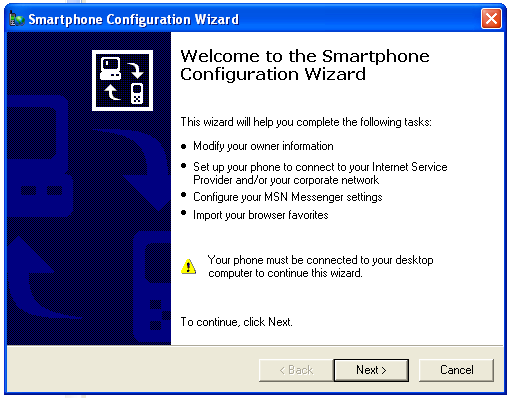 Smartphone Configuration Wizard
Welcome to the Smartphone
Configuration Wizard
This wizard will help you complete the following tasks:
• Modify your owner information
• Set up your phone to connect to your Internet Service
Provider and/or your corporate network
• Configure your MSN Messenger settings
• Import your browser favorites
Your phone must be connected to your desktop
computer to continue this wizard.
To continue, click Next.
< Back Next > Cancel